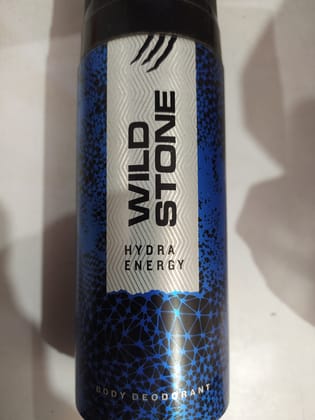 WILD
STONE
HYDRA
ENERGY
BODY DEODORANT